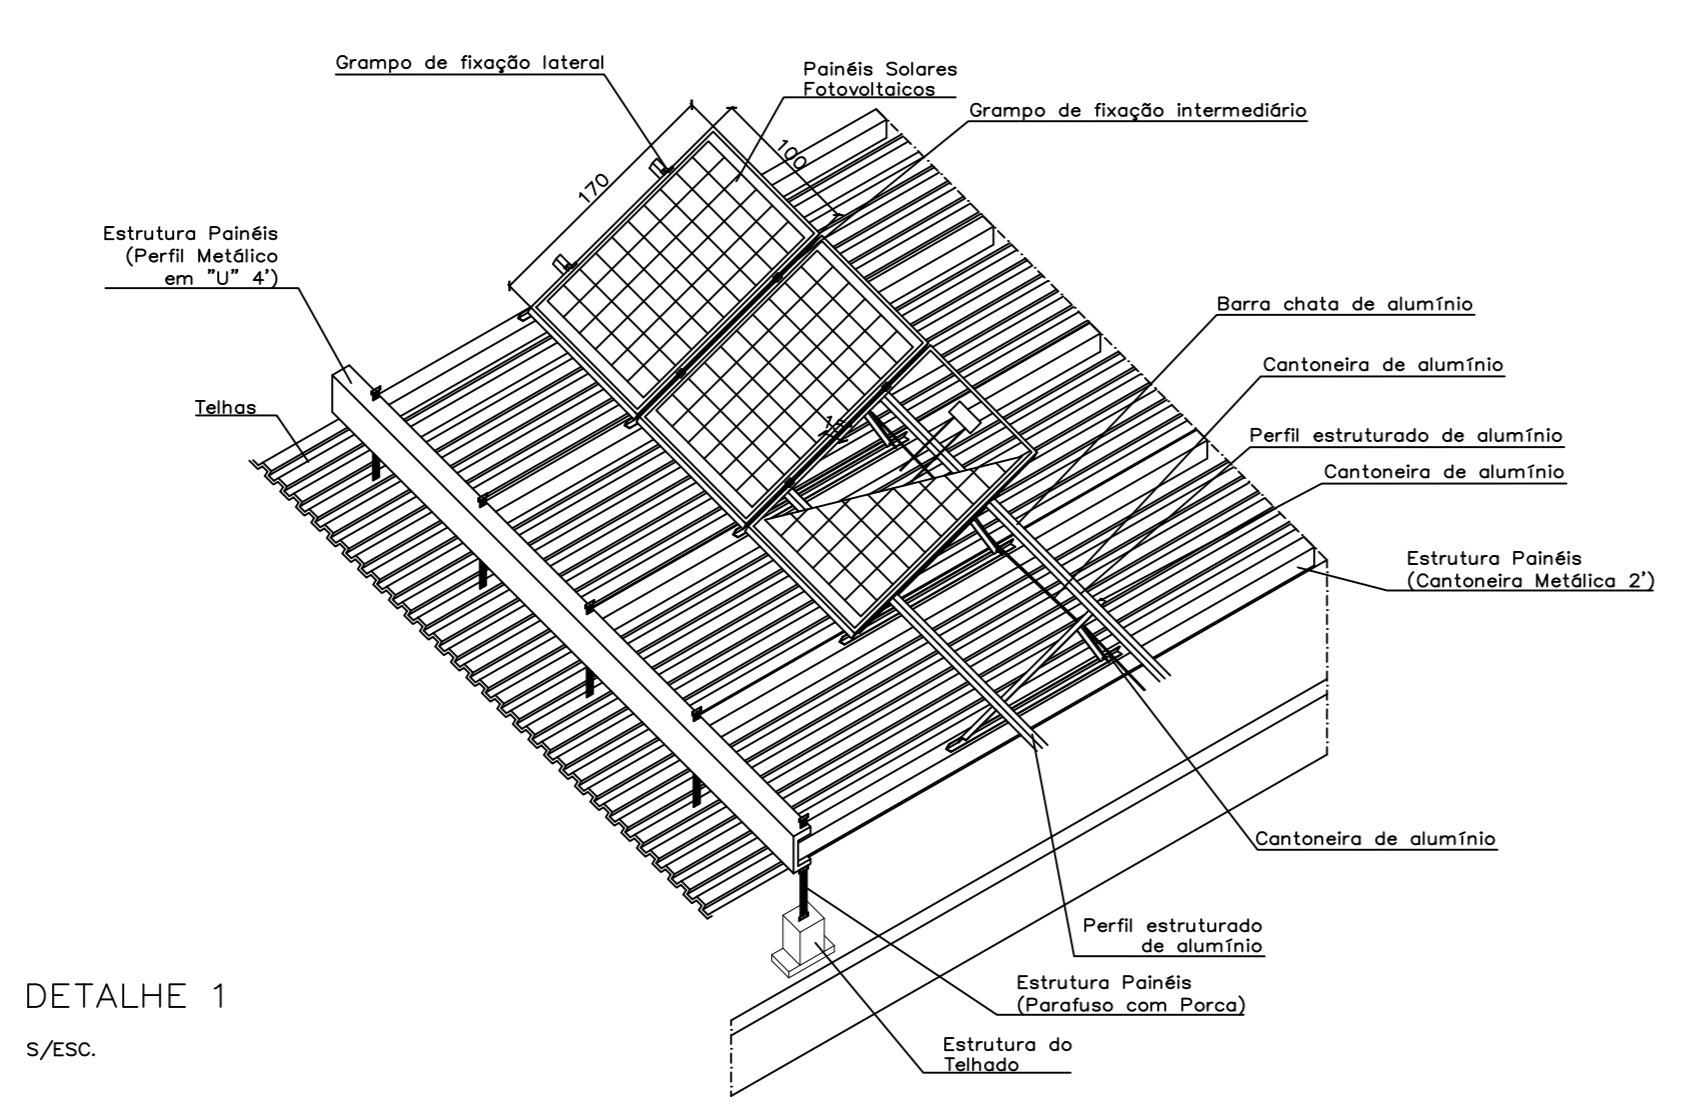 Grampo de fixação lateral
Painéis Solares
Fotovoltaicos
Grampo de fixação intermediário
100
170
Estrutura Painéis
(Perfil Metálico
em "U" 4')
Barra chata de alumínio
Cantoneira de alumínio
Telhas
Perfil estruturado de alumínio
Cantoneira de alumínio
Estrutura Painéis
(Cantoneira Metálica 2')
Cantoneira de alumínio
Perfil estruturado
de alumínio
Estrutura Painéis
(Parafuso com Porca)
Estrutura do
Telhado
DETALHE 1
S/ESC.